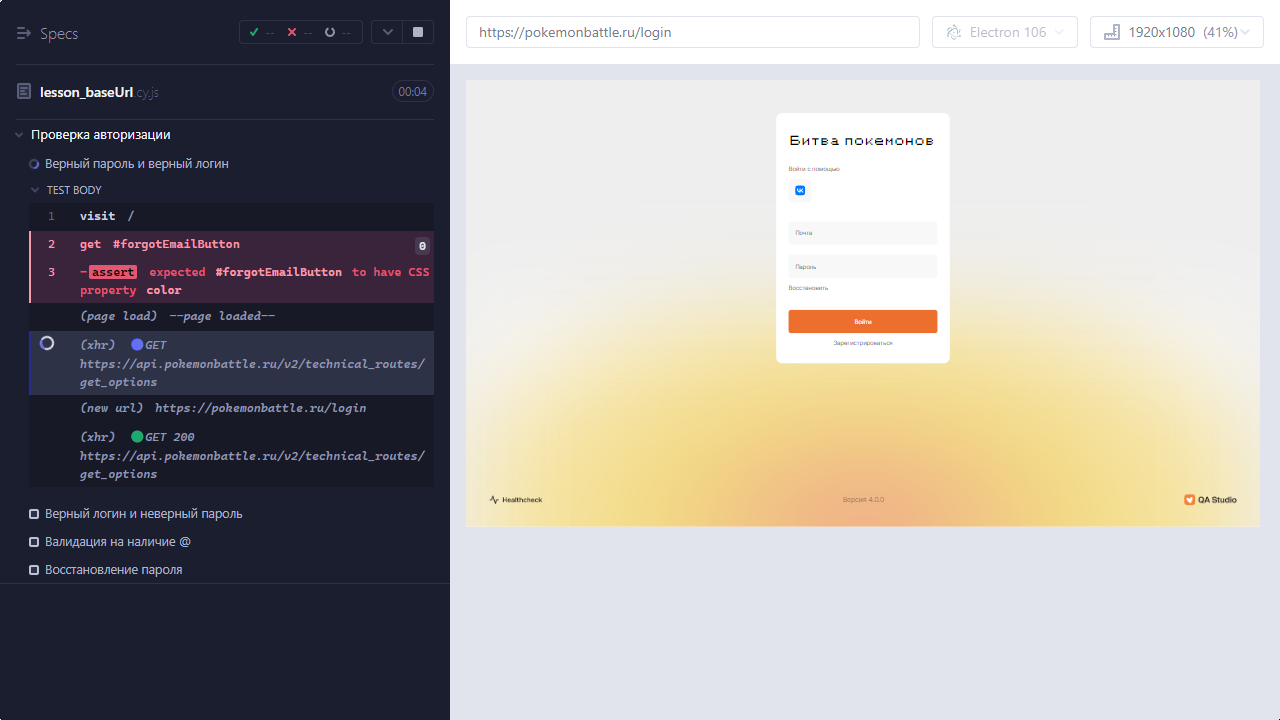 Specs
--
--
--
lesson_baseUrl.cy.js
00:04
Проверка авторизации
Верный пароль и верный логин
TEST BODY
1 visit /
2 get #forgotEmailButton 0
3 -assert expected #forgotEmailButton to have CSS
property color
(page load) --page loaded--
(xhr) GET
https://api.pokemonbattle.ru/v2/technical_routes/
get_options
(new url) https://pokemonbattle.ru/login
(xhr) GET 200
https://api.pokemonbattle.ru/v2/technical_routes/
get_options
Верный логин и неверный пароль
Валидация на наличие @
Восстановление пароля
https://pokemonbattle.ru/login
Electron 106
1920x1080 (41%)
Битва покемонов
Войти с помощью
Почта
Пароль
Восстановить
Войти
Зарегистрироваться
Healthcheck
Версия 4.0.0
QA Studio